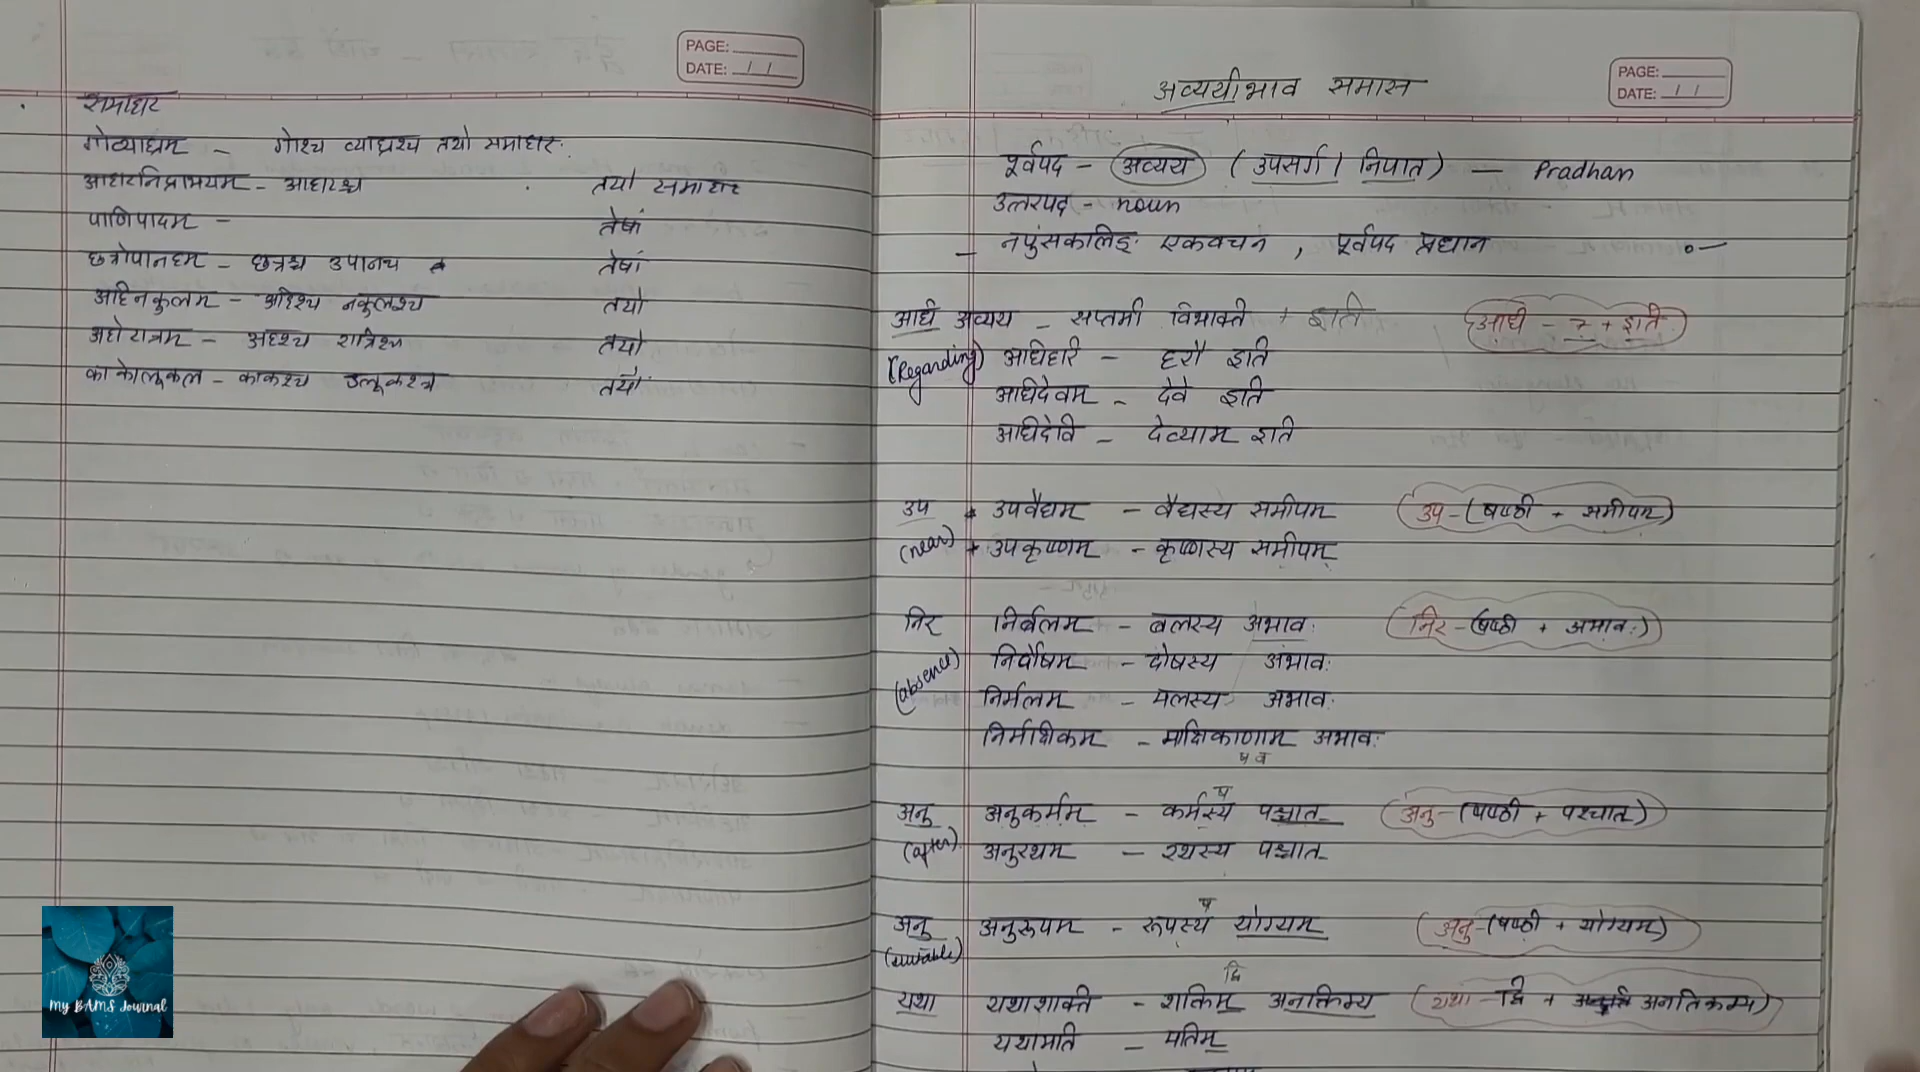 PAGE:
DATE: / /
समाहार
गोव्याघ्रम - गोश्च व्याघ्रश्च तयो समाहारः
आहारनिद्राभयम - आहारश्च तयो समाहार
पाणिपादम - तेषां
छत्रोपानहम - छत्रश्च उपानच तेषां
अहिनकुलम - अहिश्च नकुलश्च तयो
अहोरात्रम - अहश्च रात्रिश्च तयो
काकोलूकल - काकश्च उलूकश्च तयोः
My BAMS Journal
PAGE:
DATE: / /
अव्ययीभाव समास
पूर्वपद - अव्यय (उपसर्ग / निपात) - Pradhan
उत्तरपद - noun
- नपुंसकलिङ्ग एकवचन , पूर्वपद प्रधान
अधि अव्यय - सप्तमी विभक्ति + इति (अधि - 7 + इति)
(Regarding) अधिहरि - हरौ इति
अधिदेवम - देवे इति
अधिदेवि - देव्याम इति
उप उपवैद्यम - वैद्यस्य समीपम (उप - (षष्ठी + समीपम)
(near) उपकृष्णम - कृष्णस्य समीपम्
निर निर्बलम - बलस्य अभावः (निर - (षष्ठी + अभावः)
(absence) निर्दोषम - दोषस्य अभावः
निर्मलम - मलस्य अभावः
निर्मक्षिकम - मक्षिकाणाम अभावः
ष व
अनु अनुकर्मम - कर्मस्य पश्चात (अनु - (षष्ठी + पश्चात)
ष
(after) अनुरथम - रथस्य पश्चात
अनु अनुरूपम - रूपस्य योग्यम (अनु - (षष्ठी + योग्यम)
ष
(suitable)
यथा यथाशक्ति - शक्तिम् अनतिक्रम्य (यथा - द्वि + अनतिक्रम्य)
द्वि
यथामति - मतिम्